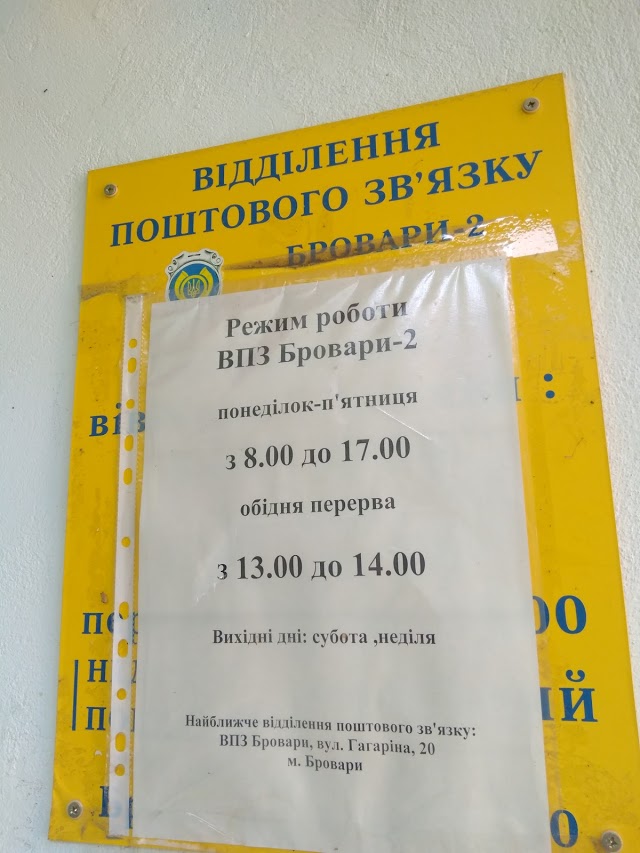 ВІДДІЛЕННЯ
ПОШТОВОГО ЗВ'ЯЗКУ
БРОВАРИ-2
Режим роботи
ВПЗ Бровари-2
понеділок-п'ятниця
з 8.00 до 17.00
обідня перерва
з 13.00 до 14.00
Вихідні дні: субота ,неділя
Найближче відділення поштового зв'язку:
ВПЗ Бровари, вул. Гагаріна, 20
м. Бровари